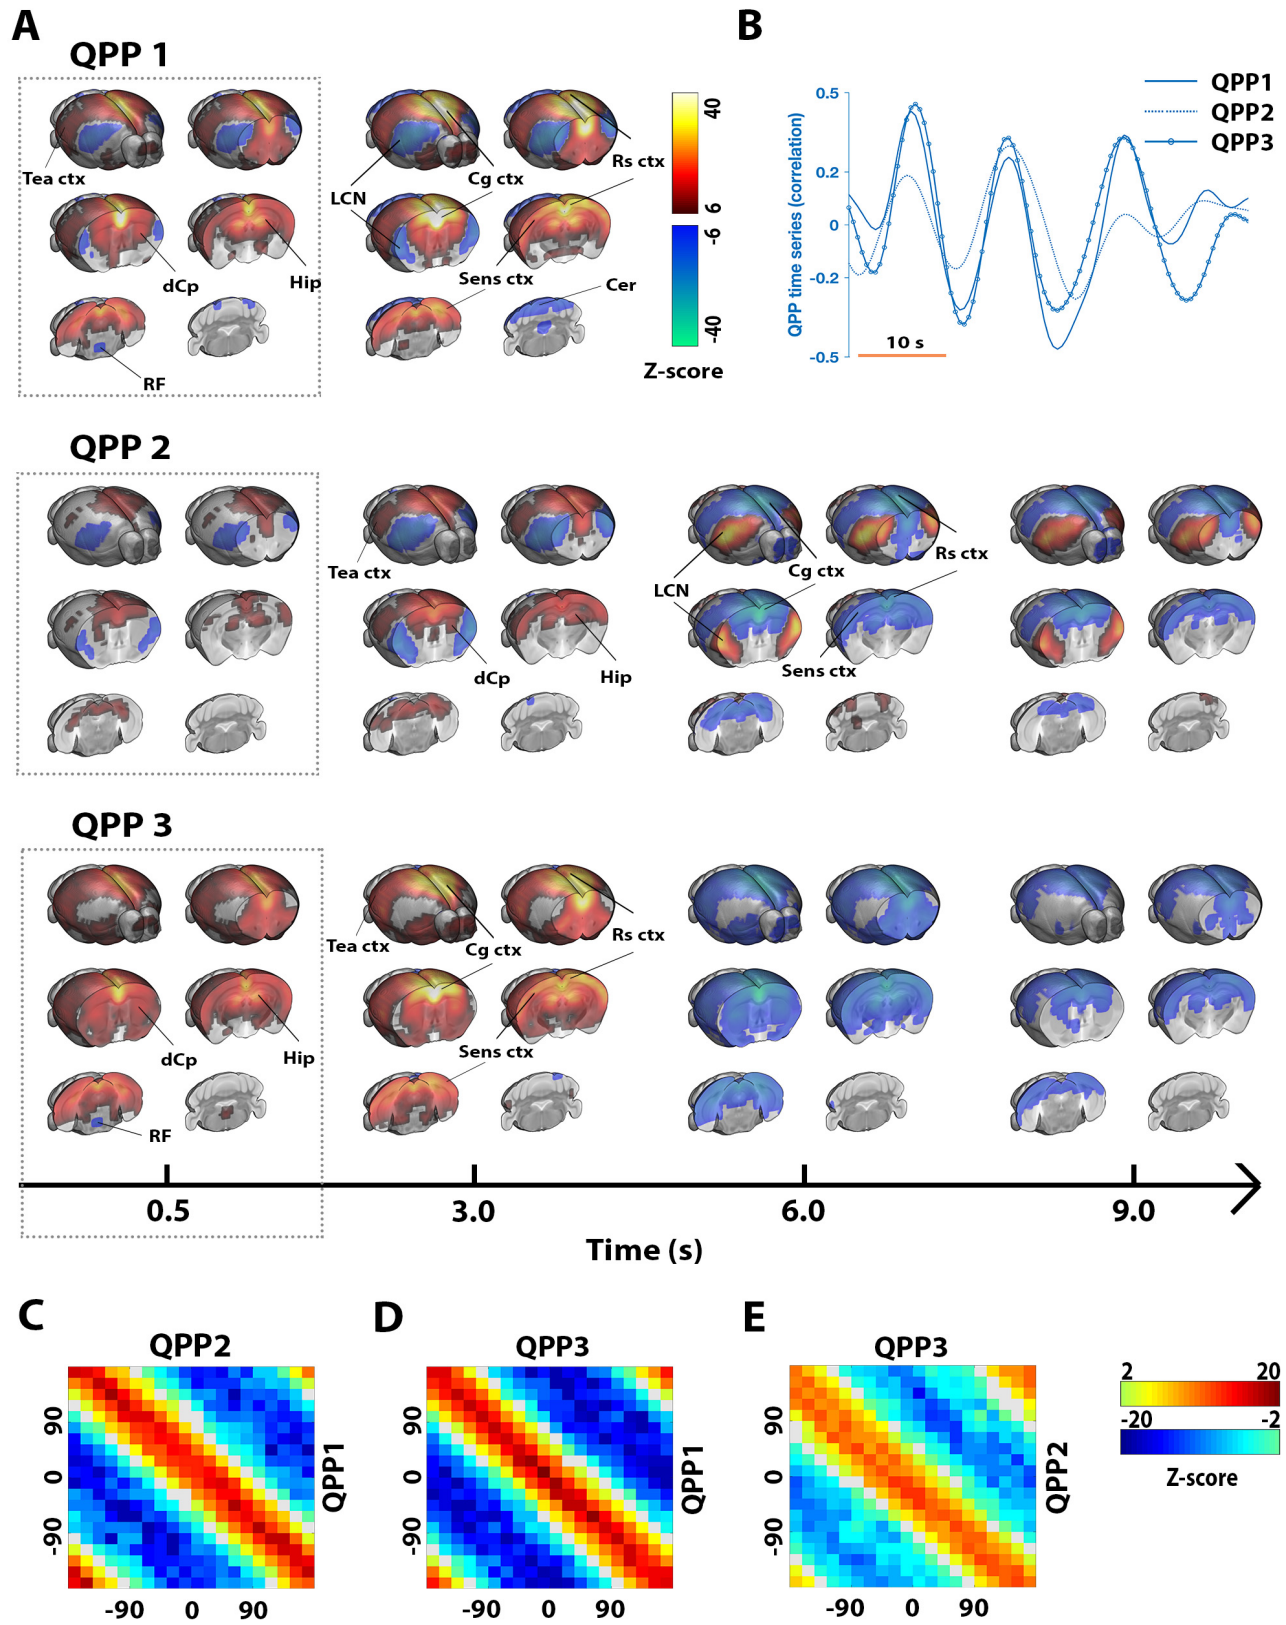 A
QPP 1
Tea ctx
dCp
Hip
RF
LCN
Cg ctx
Rs ctx
Sens ctx
Cer
40
6
-6
-40
Z-score
B
QPP1
QPP2
QPP3
QPP time series (correlation)
0.5
0.2
0
-0.2
-0.5
10 s
QPP 2
Tea ctx
dCp
Hip
LCN
Cg ctx
Rs ctx
Sens ctx
QPP 3
dCp
Hip
RF
Tea ctx
Cg ctx
Rs ctx
Sens ctx
0.5
3.0
6.0
9.0
Time (s)
C
QPP2
QPP1
90
0
-90
-90
0
90
D
QPP3
QPP1
90
0
-90
-90
0
90
E
QPP3
QPP2
90
0
-90
-90
0
90
2
20
-20
-2
Z-score